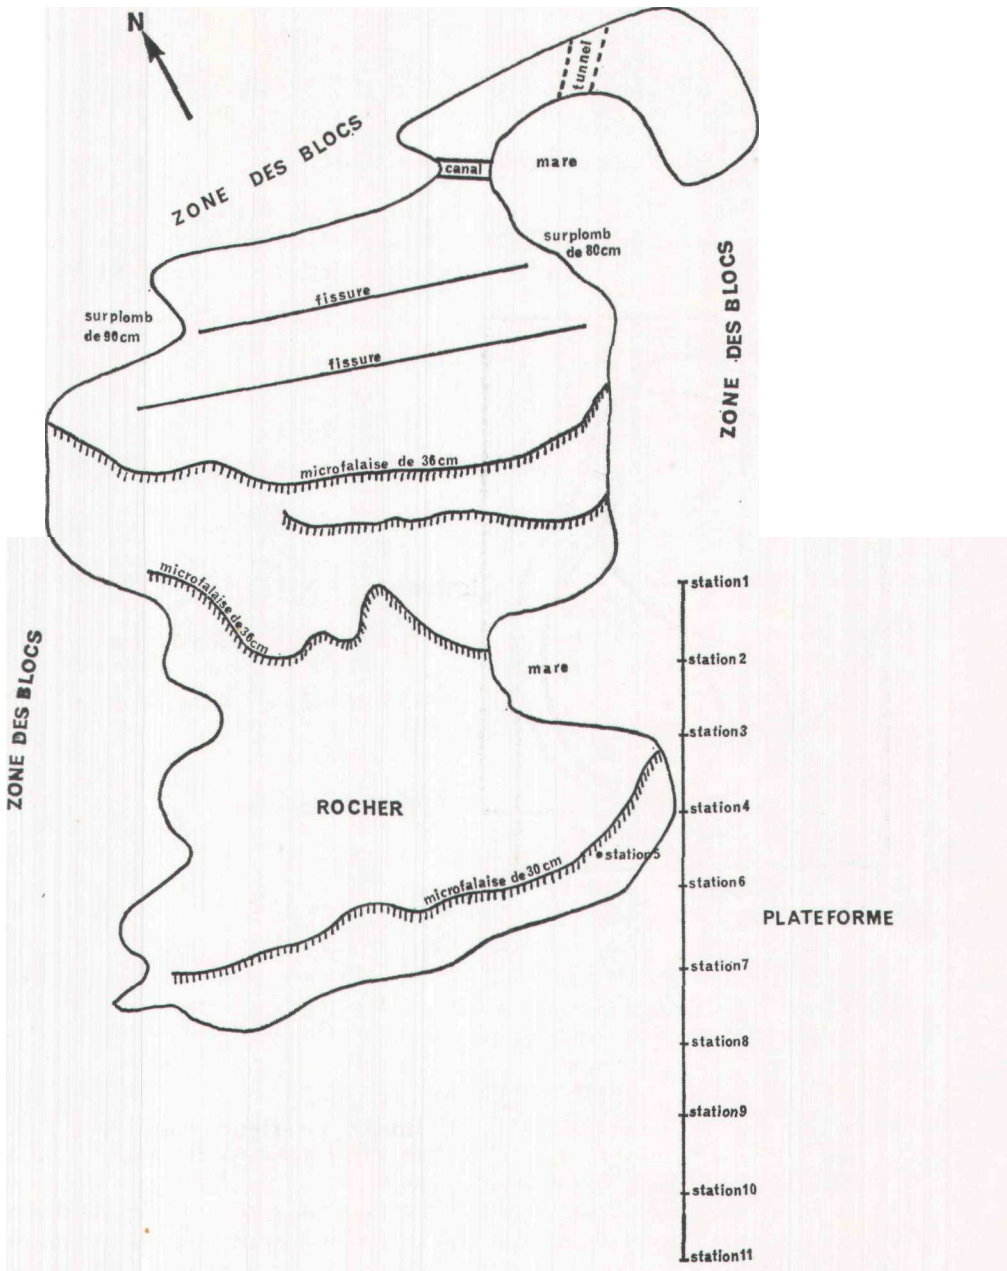 N
tunnel
ZONE DES BLOCS
canal
mare
surplomb
de 80cm
fissure
surplomb
de 90cm
fissure
ZONE DES BLOCS
microfalaise de 36cm
microfalaise de 36cm
station1
ZONE DES BLOCS
mare
station2
station3
ROCHER
station4
station5
microfalaise de 30cm
station6
PLATEFORME
station7
station8
station9
station10
station11